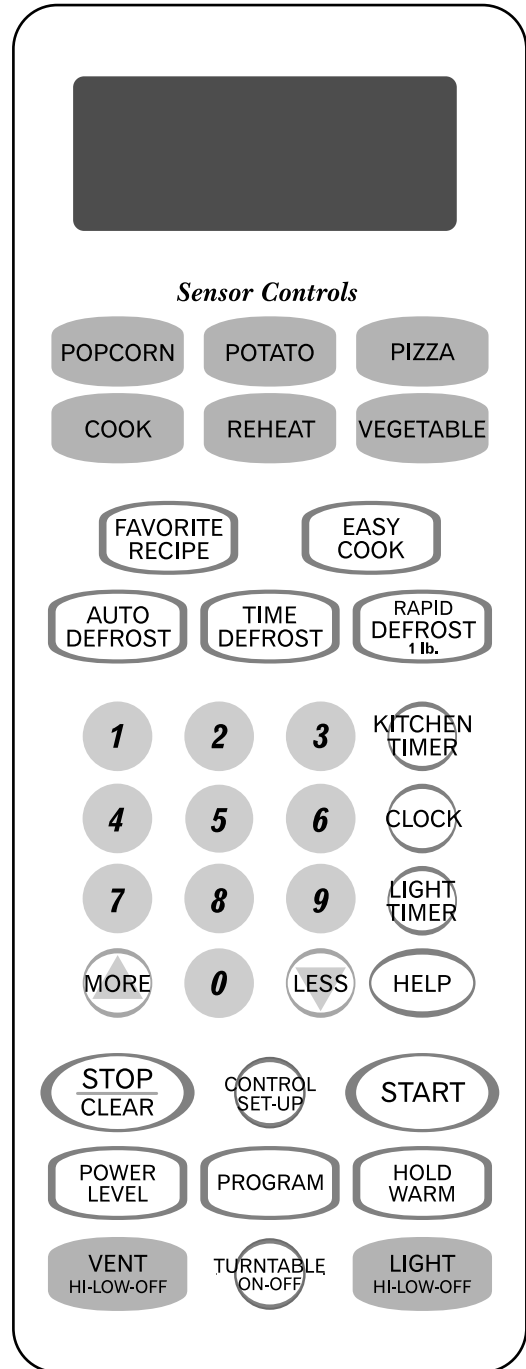 Sensor Controls
POPCORN POTATO PIZZA
COOK REHEAT VEGETABLE
FAVORITE
RECIPE
EASY
COOK
AUTO
DEFROST
TIME
DEFROST
RAPID
DEFROST
1 lb.
1 2 3
KITCHEN
TIMER
4 5 6 CLOCK
7 8 9
LIGHT
TIMER
MORE 0 LESS HELP
STOP
CLEAR
CONTROL
SET-UP
START
POWER
LEVEL
PROGRAM
HOLD
WARM
VENT
HI-LOW-OFF
TURNTABLE
ON-OFF
LIGHT
HI-LOW-OFF